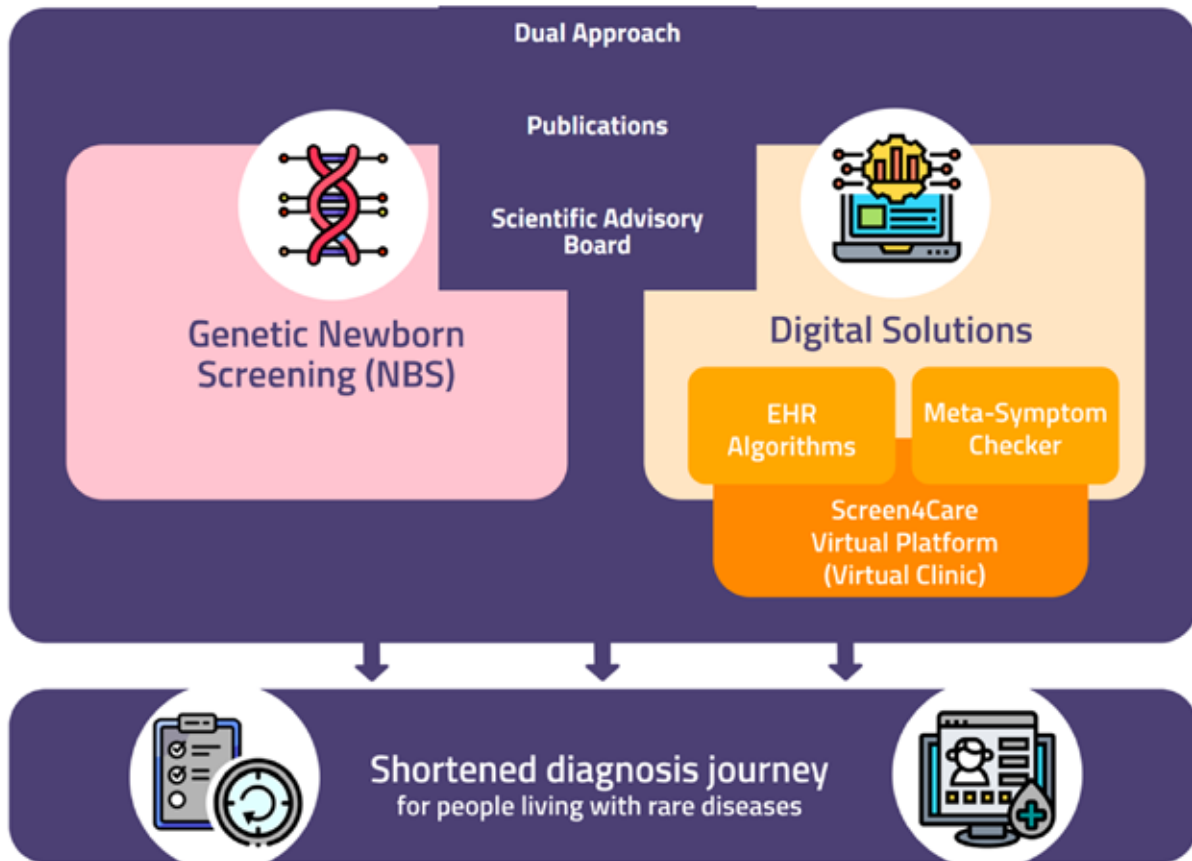 Dual Approach
Publications
Scientific Advisory
Board
Genetic Newborn
Screening (NBS)
Digital Solutions
EHR
Algorithms
Meta-Symptom
Checker
Screen4Care
Virtual Platform
(Virtual Clinic)
Shortened diagnosis journey
for people living with rare diseases